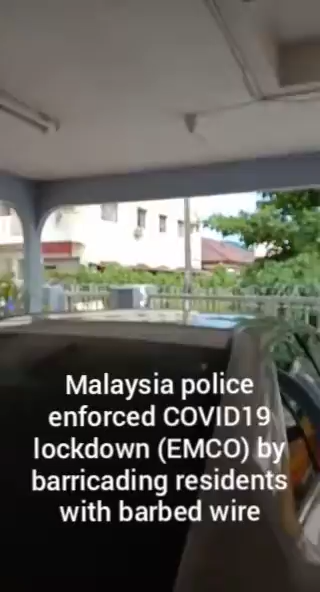 Malaysia police
enforced COVID19
lockdown (EMCO) by
barricading residents
with barbed wire